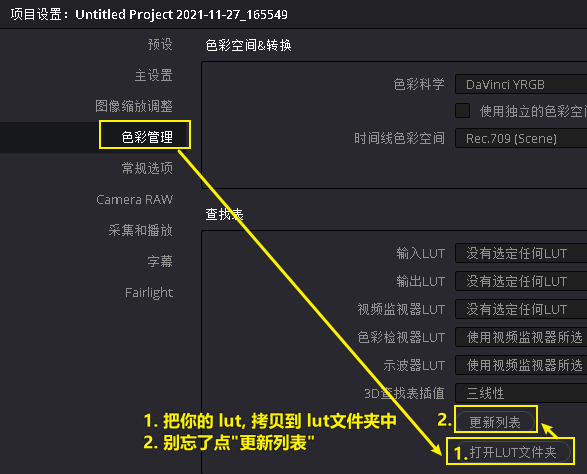 项目设置：Untitled Project 2021-11-27_165549
预设
色彩空间&转换
主设置
色彩科学 DaVinci YRGB
图像缩放调整
使用独立的色彩空间
色彩管理
时间线色彩空间 Rec.709 (Scene)
常规选项
Camera RAW
查找表
采集和播放
输入LUT 没有选定任何LUT
字幕
输出LUT 没有选定任何LUT
Fairlight
视频监视器LUT 没有选定任何LUT
色彩检视器LUT 使用视频监视器所选
示波器LUT 使用视频监视器所选
3D查找表插值 三线性
1. 把你的 lut, 拷贝到 lut文件夹中
2. 更新列表
2. 别忘了点"更新列表"
1. 打开LUT文件夹